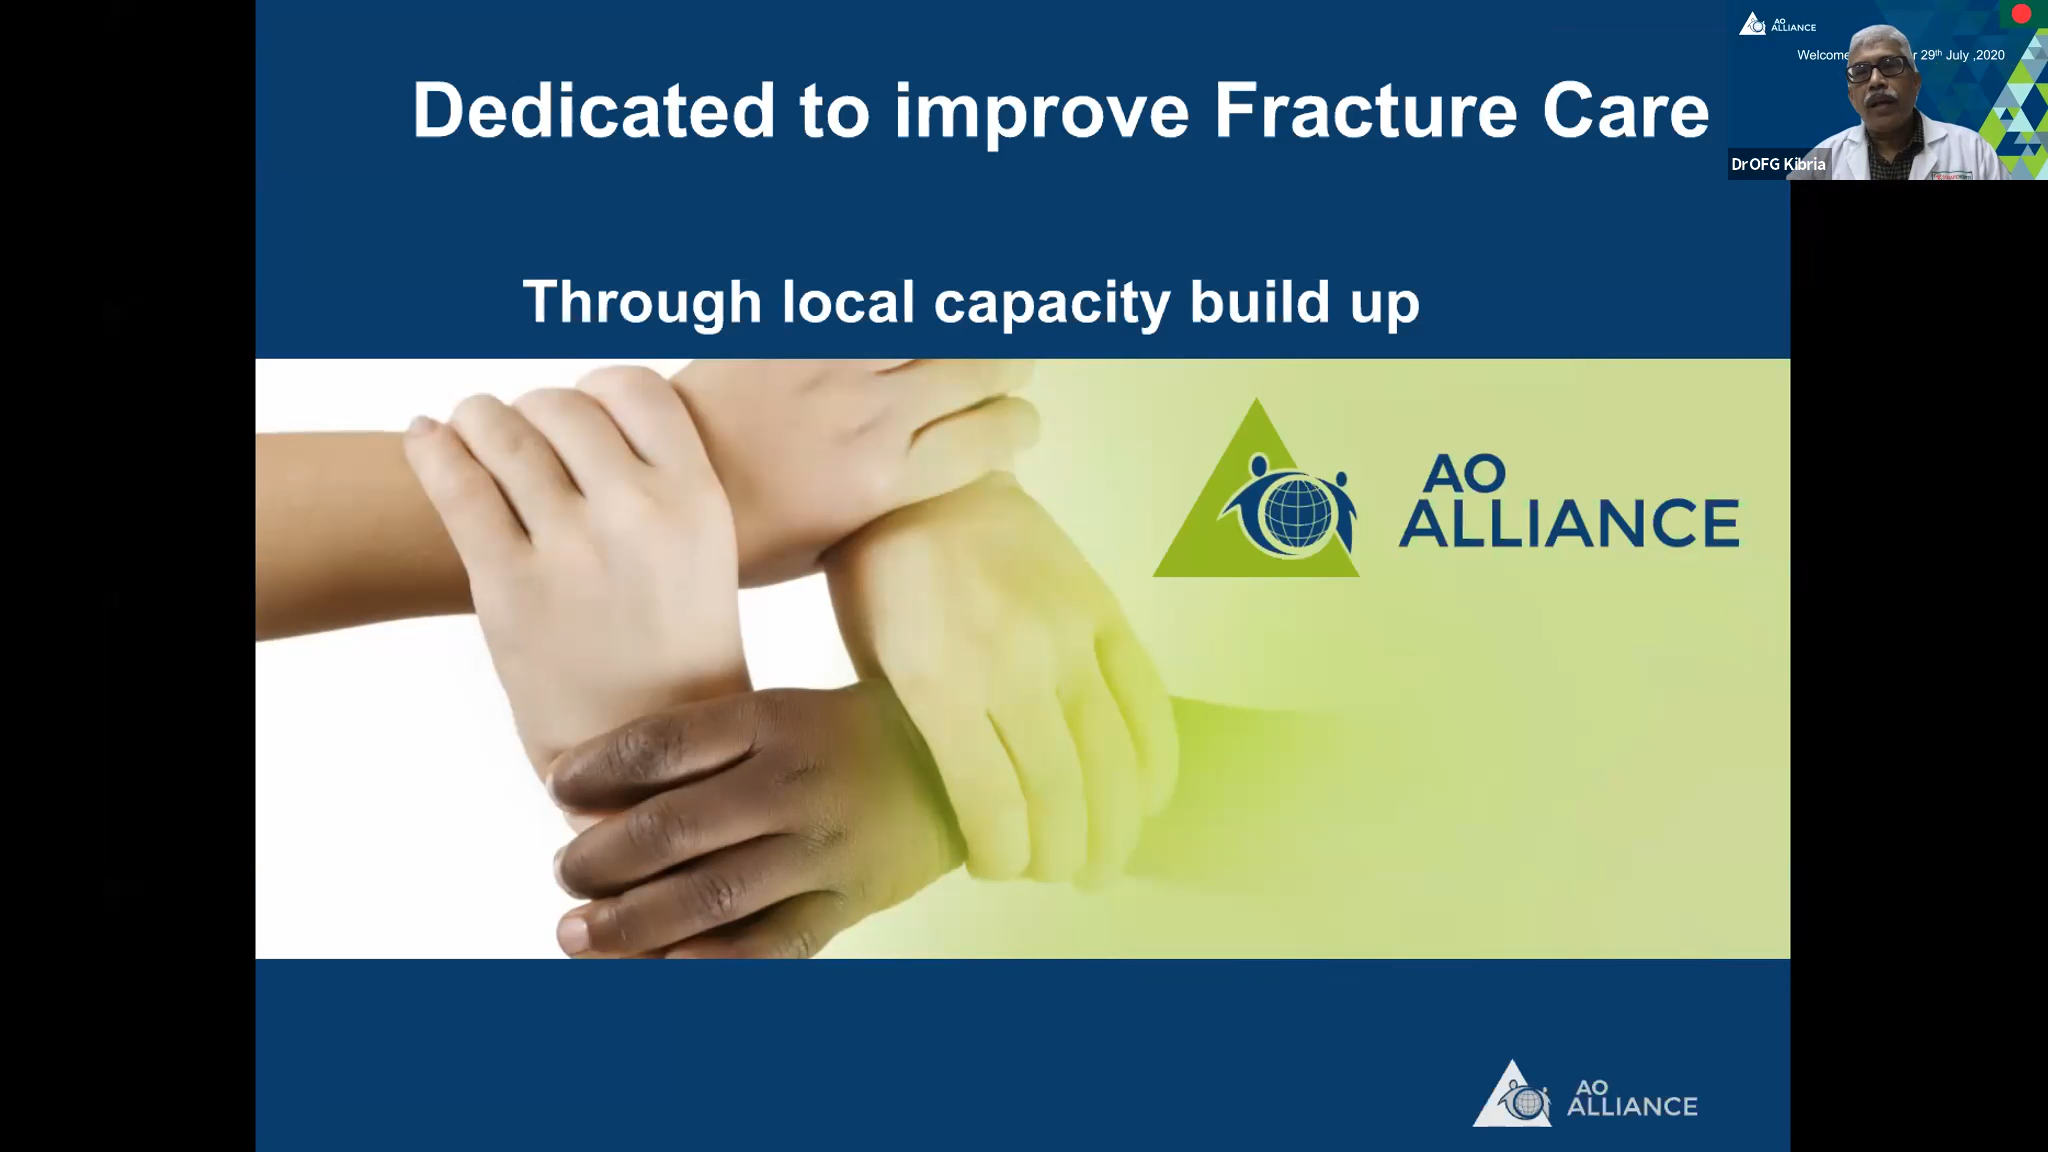 Dedicated to improve Fracture Care
Through local capacity build up
AO
ALLIANCE
AO
ALLIANCE
AO
ALLIANCE
Welcome
29th July ,2020
Dr OFG Kibria